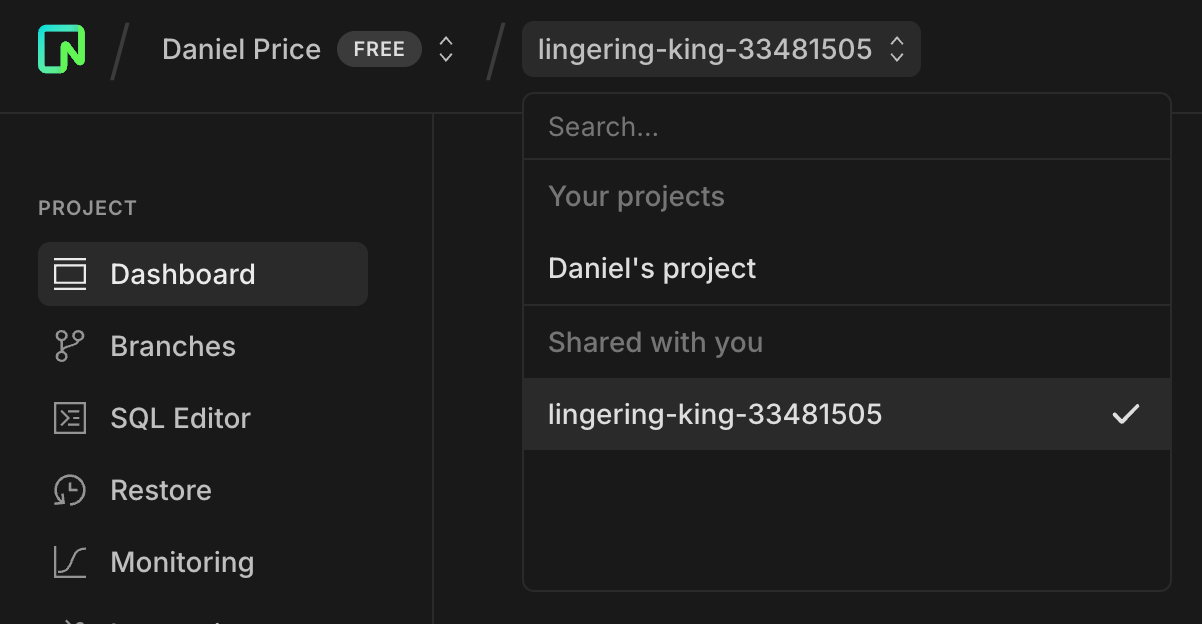 Daniel Price FREE lingering-king-33481505
Search...
Your projects
Daniel's project
Shared with you
lingering-king-33481505
PROJECT
Dashboard
Branches
SQL Editor
Restore
Monitoring